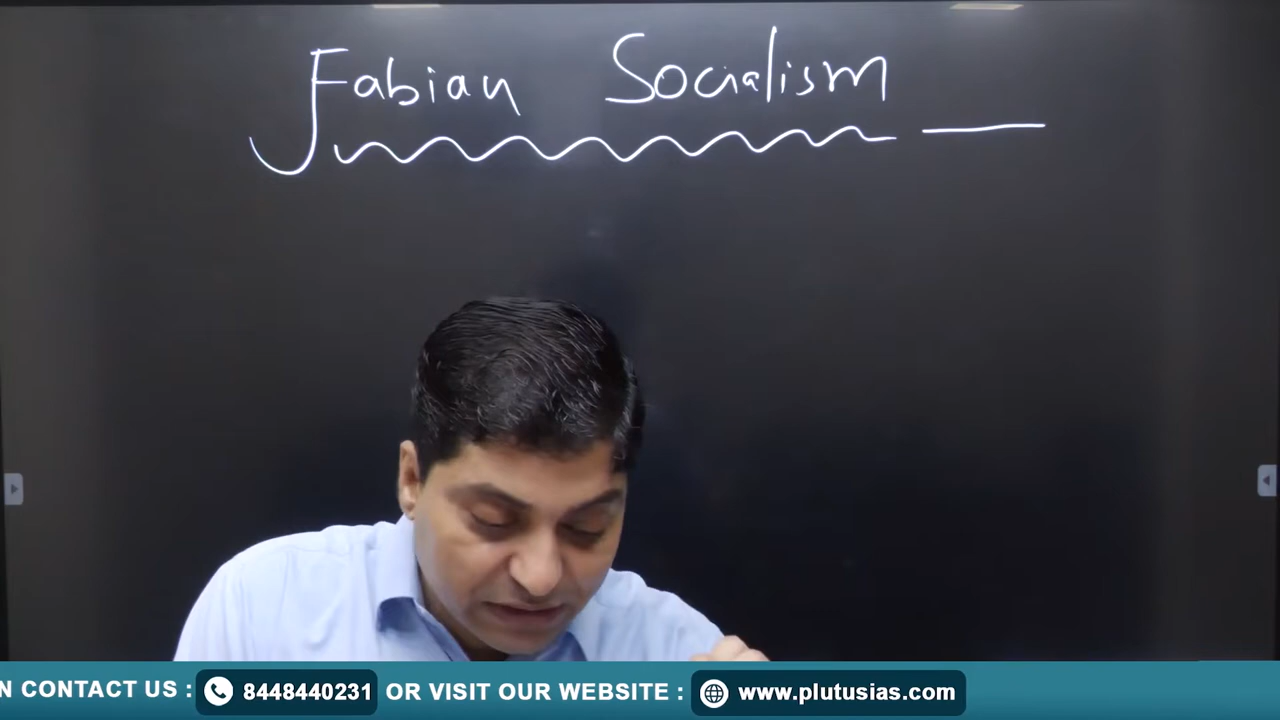 Fabian Socialism
N CONTACT US : 8448440231 OR VISIT OUR WEBSITE : www.plutusias.com